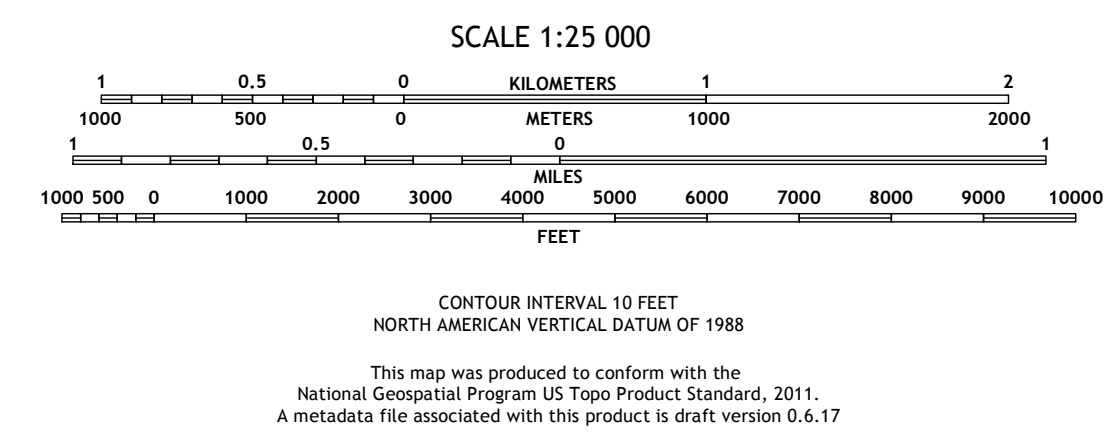 SCALE 1:25 000
1 0.5 0 KILOMETERS 1 2
1000 500 0 METERS 1000 2000
1 0.5 0 1
MILES
1000 500 0 1000 2000 3000 4000 5000 6000 7000 8000 9000 10000
FEET
CONTOUR INTERVAL 10 FEET
NORTH AMERICAN VERTICAL DATUM OF 1988
This map was produced to conform with the
National Geospatial Program US Topo Product Standard, 2011.
A metadata file associated with this product is draft version 0.6.17